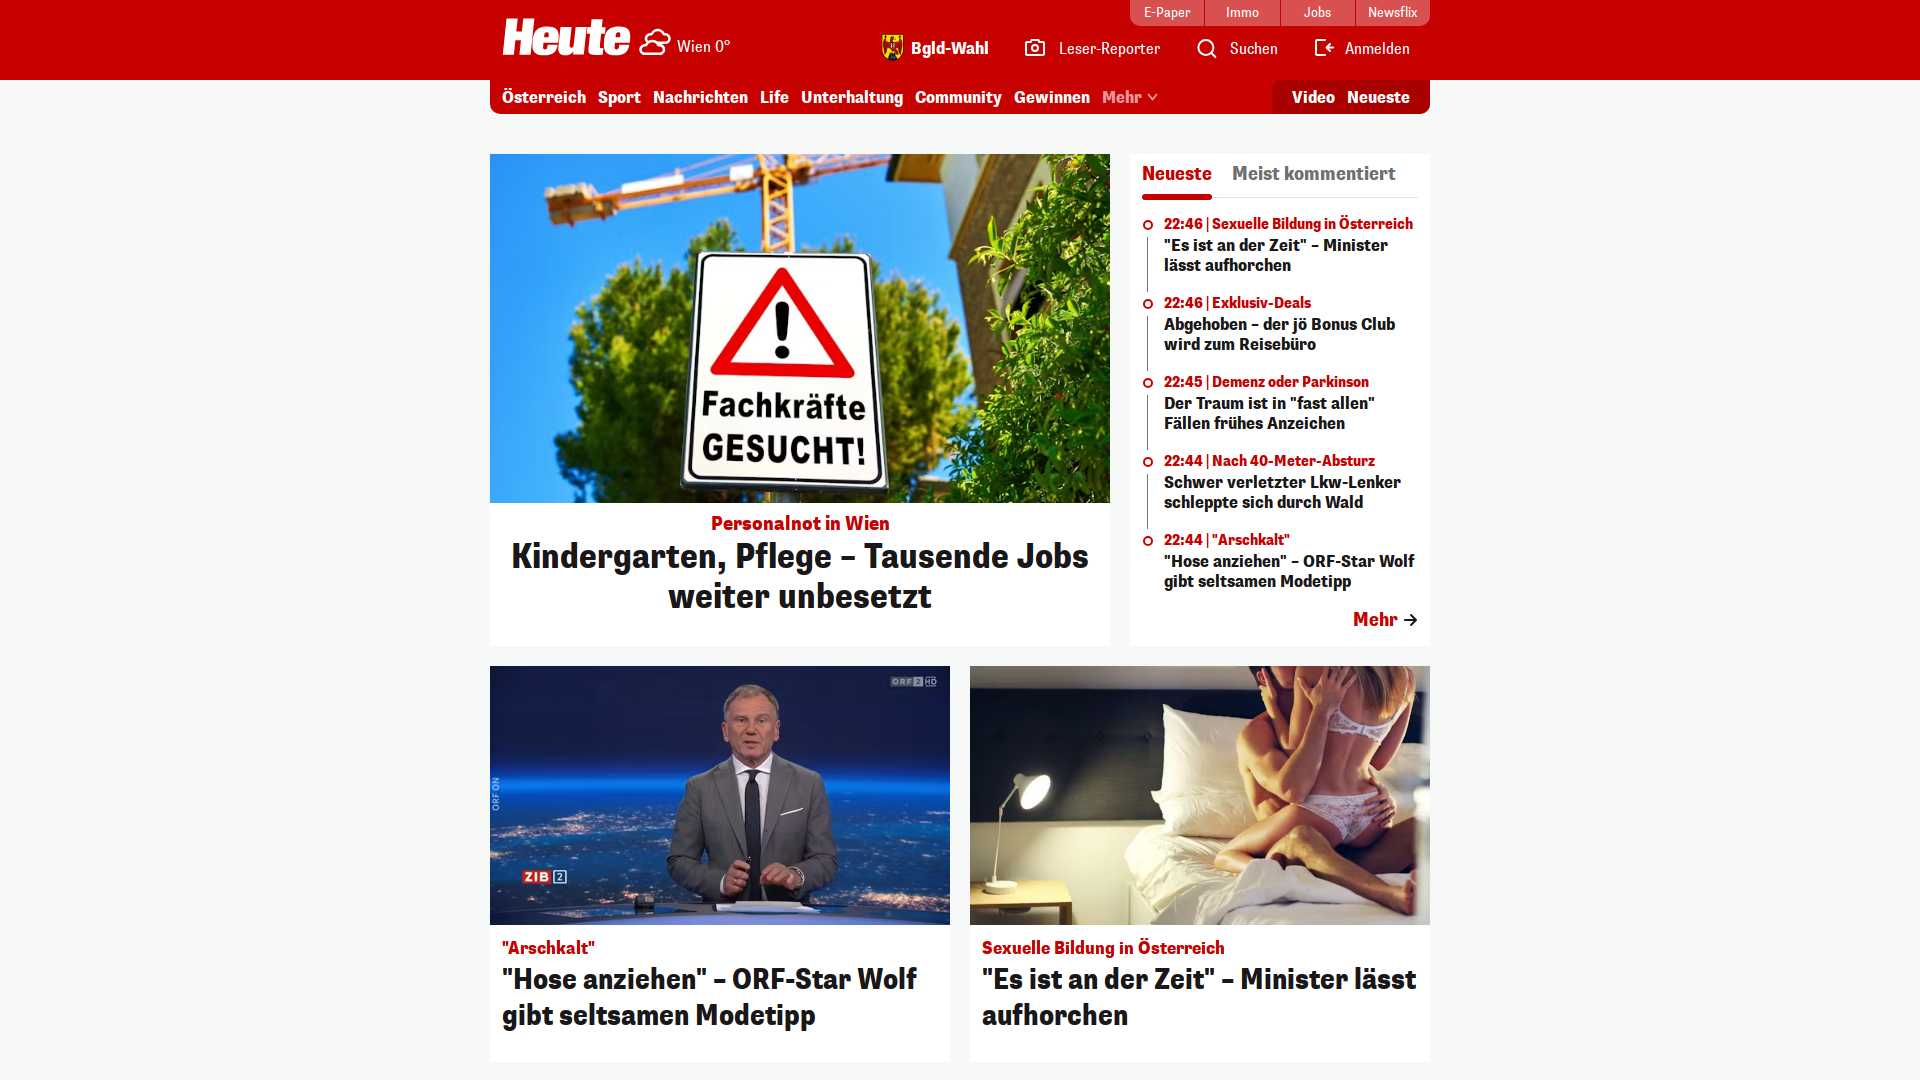 E-Paper
Immo
Jobs
Newsflix
Heute
Wien 0°
Bgld-Wahl
Leser-Reporter
Suchen
Anmelden
Österreich
Sport
Nachrichten
Life
Unterhaltung
Community
Gewinnen
Mehr
Video
Neueste
Fachkräfte
GESUCHT!
Personalnot in Wien
Kindergarten, Pflege – Tausende Jobs
weiter unbesetzt
Neueste
Meist kommentiert
22:46 | Sexuelle Bildung in Österreich
"Es ist an der Zeit" – Minister
lässt aufhorchen
22:46 | Exklusiv-Deals
Abgehoben – der jö Bonus Club
wird zum Reisebüro
22:45 | Demenz oder Parkinson
Der Traum ist in "fast allen"
Fällen frühes Anzeichen
22:44 | Nach 40-Meter-Absturz
Schwer verletzter Lkw-Lenker
schleppte sich durch Wald
22:44 | "Arschkalt"
"Hose anziehen" – ORF-Star Wolf
gibt seltsamen Modetipp
Mehr
ORF 2 HD
ORF ON
ZIB 2
"Arschkalt"
"Hose anziehen" – ORF-Star Wolf
gibt seltsamen Modetipp
Sexuelle Bildung in Österreich
"Es ist an der Zeit" – Minister lässt
aufhorchen